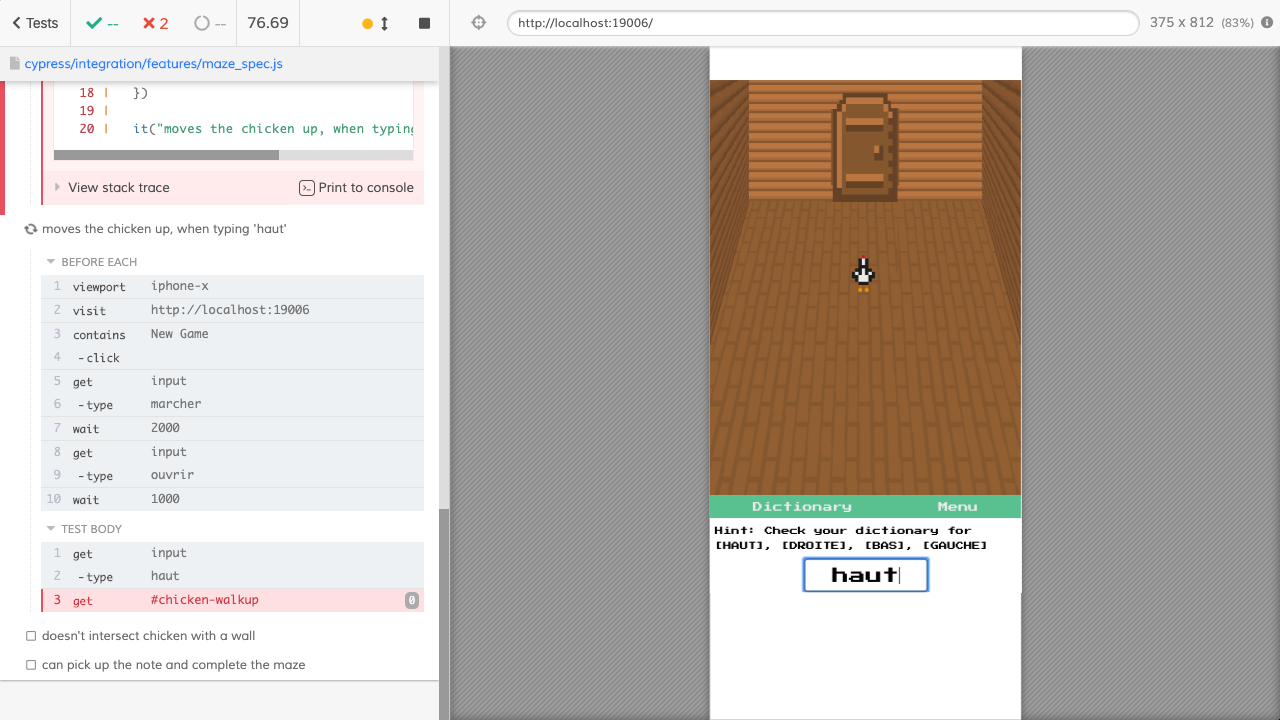 Tests
--
2
--
76.69
http://localhost:19006/
375 x 812 (83%)
cypress/integration/features/maze_spec.js
18 | })
19 |
20 | it("moves the chicken up, when typing
View stack trace
Print to console
moves the chicken up, when typing 'haut'
BEFORE EACH
1 viewport iphone-x
2 visit http://localhost:19006
3 contains New Game
4 -click
5 get input
6 -type marcher
7 wait 2000
8 get input
9 -type ouvrir
10 wait 1000
TEST BODY
1 get input
2 -type haut
3 get #chicken-walkup 0
doesn't intersect chicken with a wall
can pick up the note and complete the maze
Dictionary Menu
Hint: Check your dictionary for
[HAUT], [DROITE], [BAS], [GAUCHE]
haut